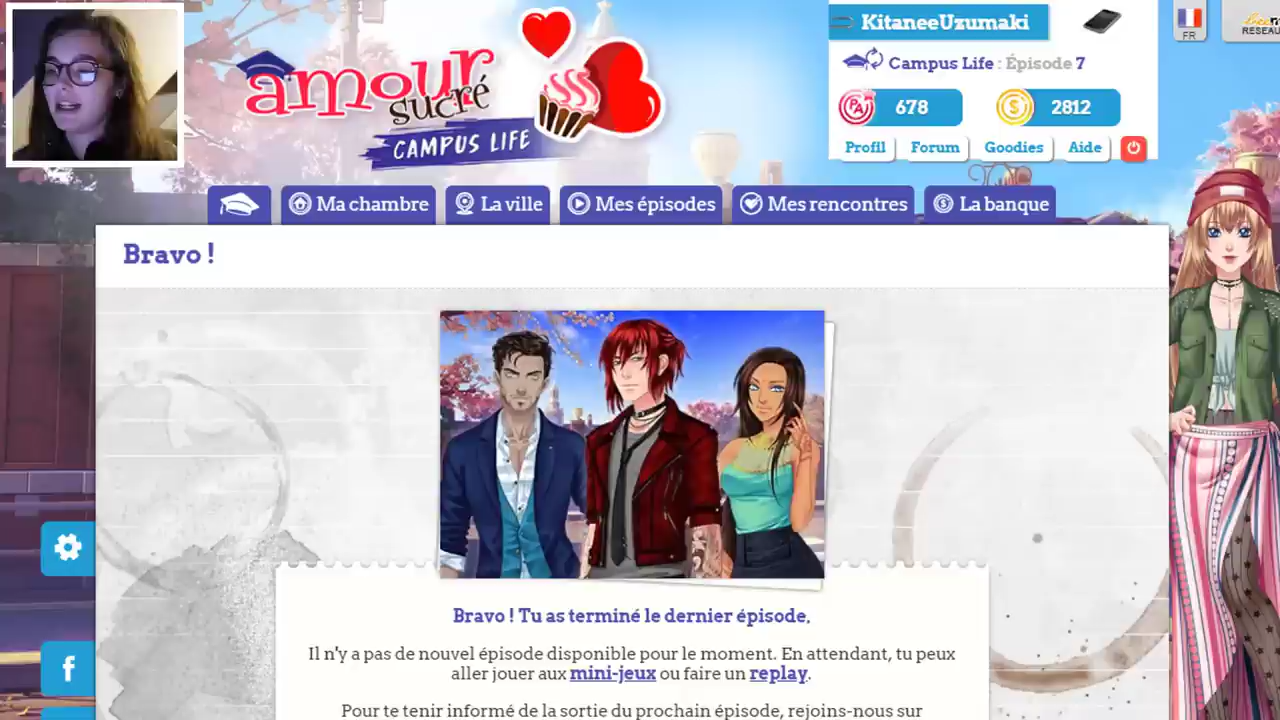 KitaneeUzumaki
FR
RESEAU
amour
sucré
CAMPUS LIFE
Campus Life : Épisode 7
PA
678
2812
Profil
Forum
Goodies
Aide
Ma chambre
La ville
Mes épisodes
Mes rencontres
La banque
Bravo !
Bravo ! Tu as terminé le dernier épisode.
Il n'y a pas de nouvel épisode disponible pour le moment. En attendant, tu peux
aller jouer aux mini-jeux ou faire un replay.
Pour te tenir informé de la sortie du prochain épisode, rejoins-nous sur